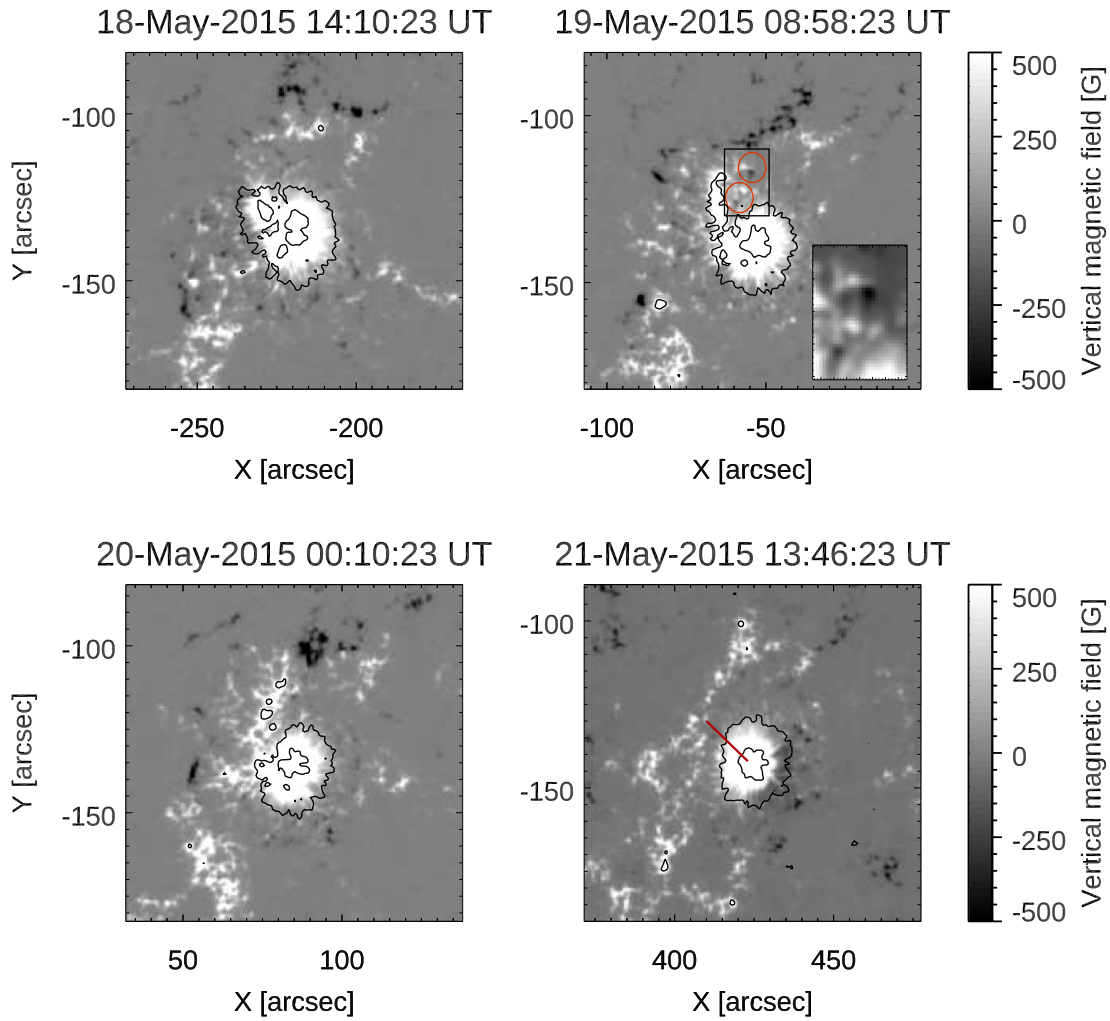 18-May-2015 14:10:23 UT
19-May-2015 08:58:23 UT
-100
-150
Y [arcsec]
-250
-200
X [arcsec]
-100
-150
-100
-50
X [arcsec]
500
250
0
-250
-500
Vertical magnetic field [G]
20-May-2015 00:10:23 UT
21-May-2015 13:46:23 UT
-100
-150
Y [arcsec]
50
100
X [arcsec]
-100
-150
400
450
X [arcsec]
500
250
0
-250
-500
Vertical magnetic field [G]